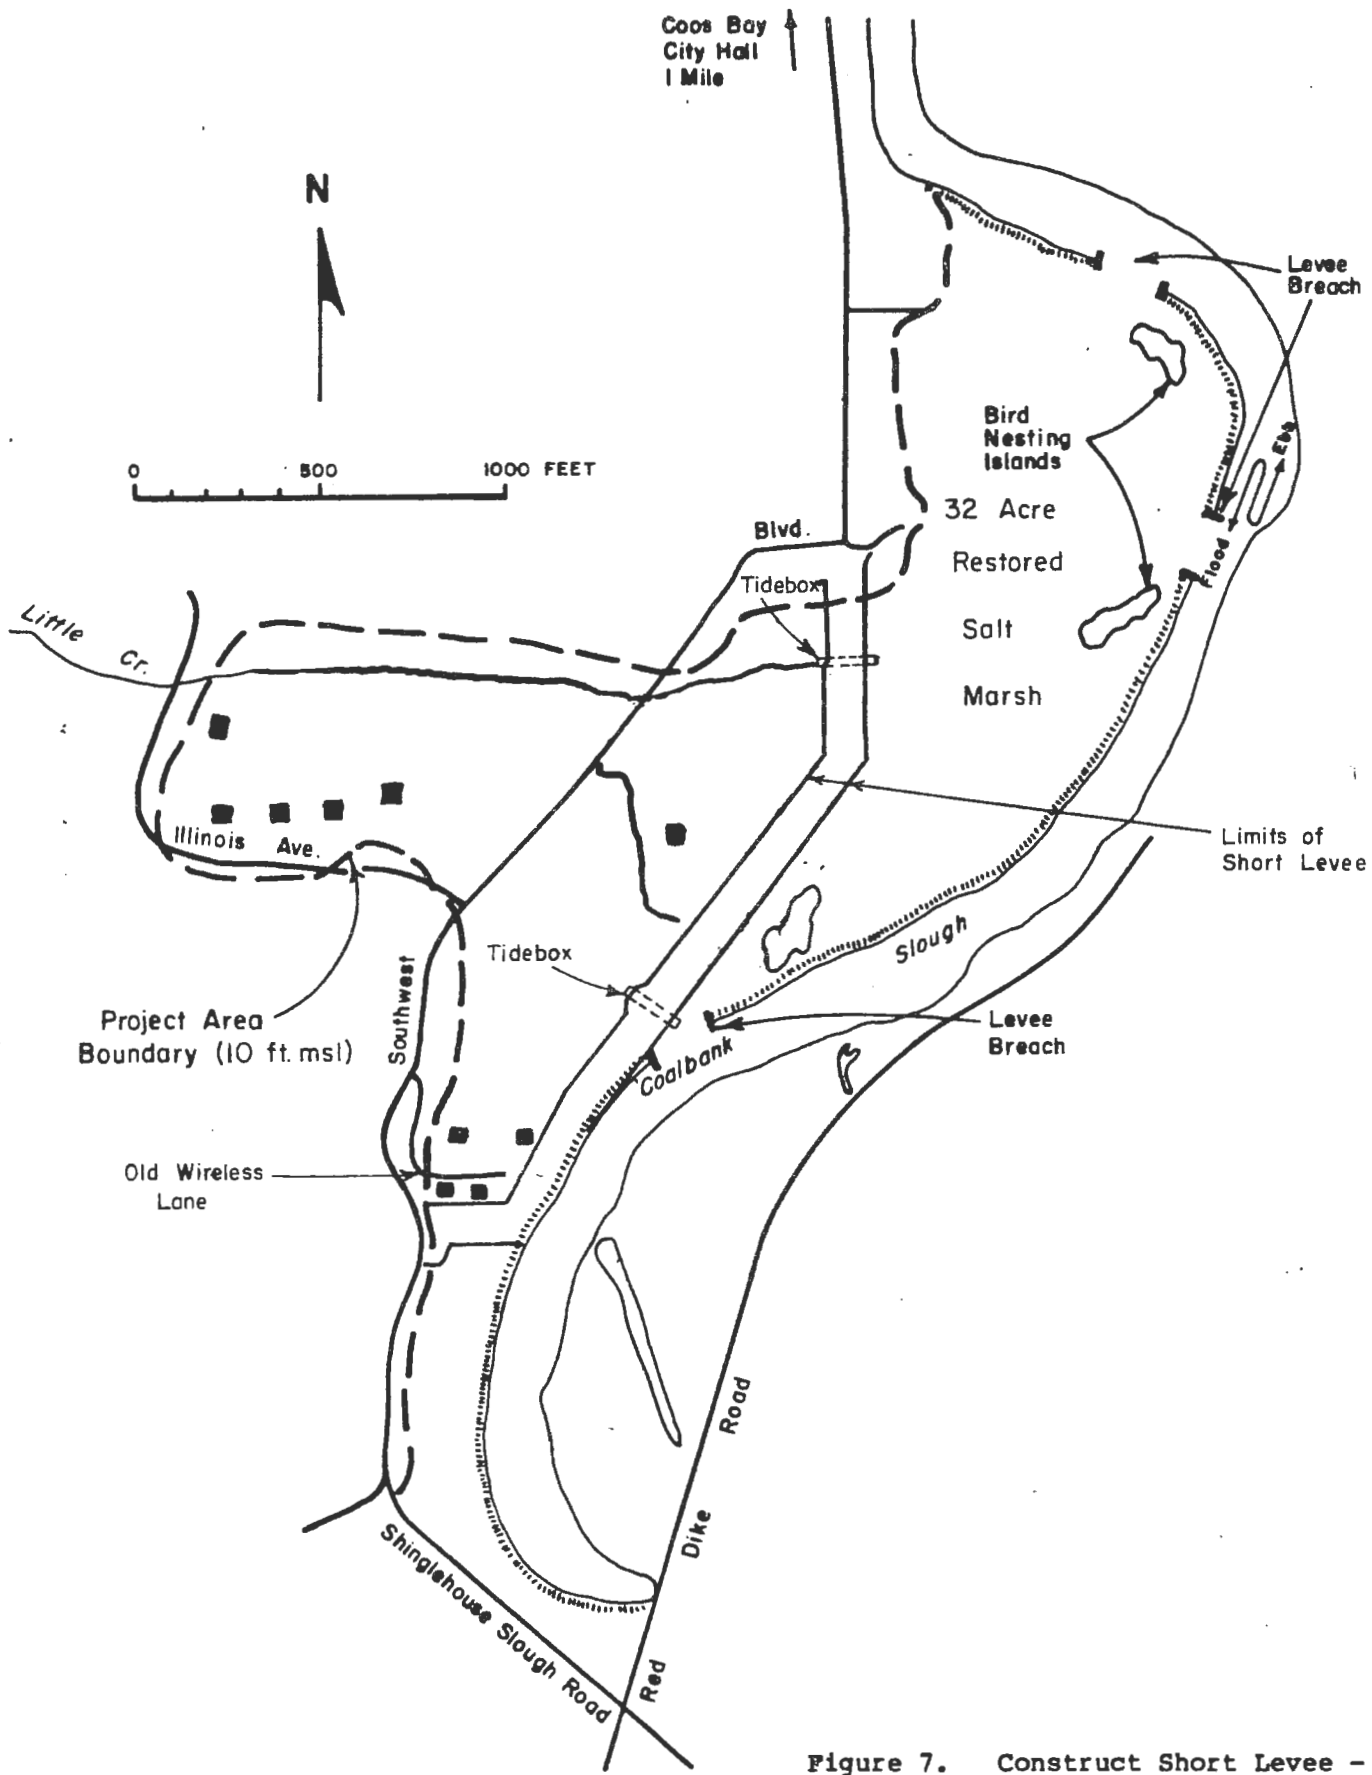 Coos Bay
City Hall
1 Mile
N
Levee
Breach
0 500 1000 FEET
Bird
Nesting
Islands
Ebb
Flood
32 Acre
Restored
Salt
Marsh
Blvd.
Tidebox
Little
Cr.
Illinois Ave.
Limits of
Short Levee
Slough
Tidebox
Southwest
Project Area
Boundary (10 ft. msl)
Levee
Breach
Coalbank
Old Wireless
Lane
Road
Dike
Red
Shinglehouse Slough Road
Figure 7. Construct Short Levee -